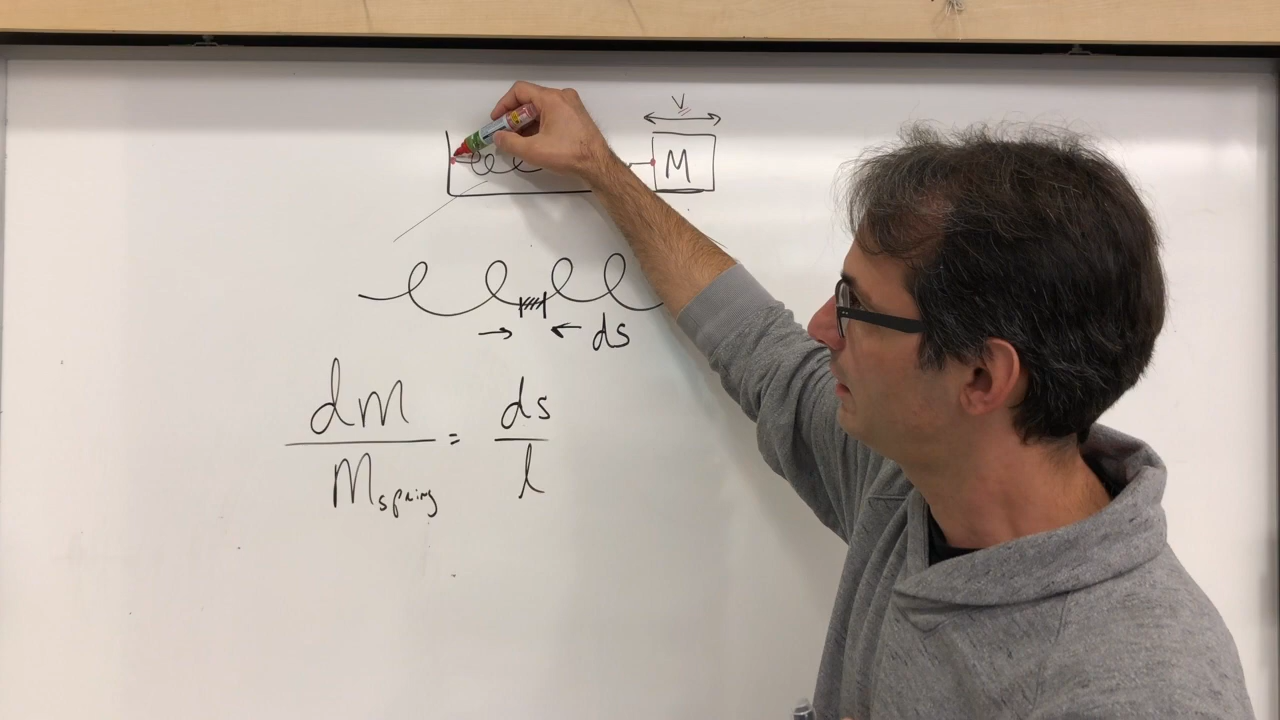 V
M
ds
dm / Mspring = ds / l